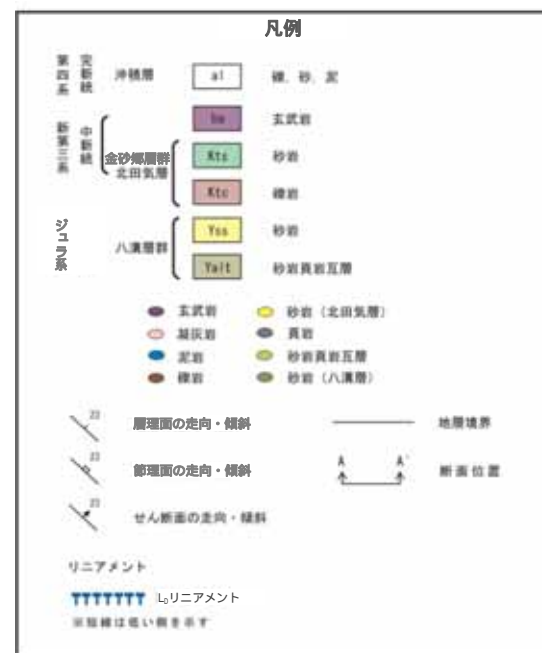 凡例
第四系 完新統 沖積層 al 礫、砂、泥
新第三系 中新統 ba 玄武岩
金砂郷層群 北田気層 Kts 砂岩
Ktc 礫岩
ジュラ系 八溝層群 Yss 砂岩
Yalt 砂岩頁岩互層
玄武岩 砂岩（北田気層）
凝灰岩 頁岩
泥岩 砂岩頁岩互層
礫岩 砂岩（八溝層）
23 層理面の走向・傾斜 地層境界
23 節理面の走向・傾斜 A A' 断面位置
23 せん断面の走向・傾斜
リニアメント
LDリニアメント
※短線は低い側を示す